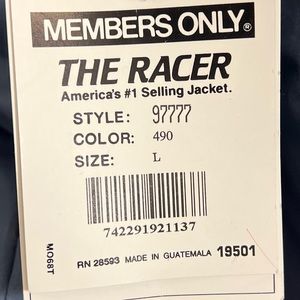 MEMBERS ONLY®
THE RACER
America's #1 Selling Jacket.
STYLE: 97777
COLOR: 490
SIZE: L
742291921137
RN 28593 MADE IN GUATEMALA 19501
MO68T